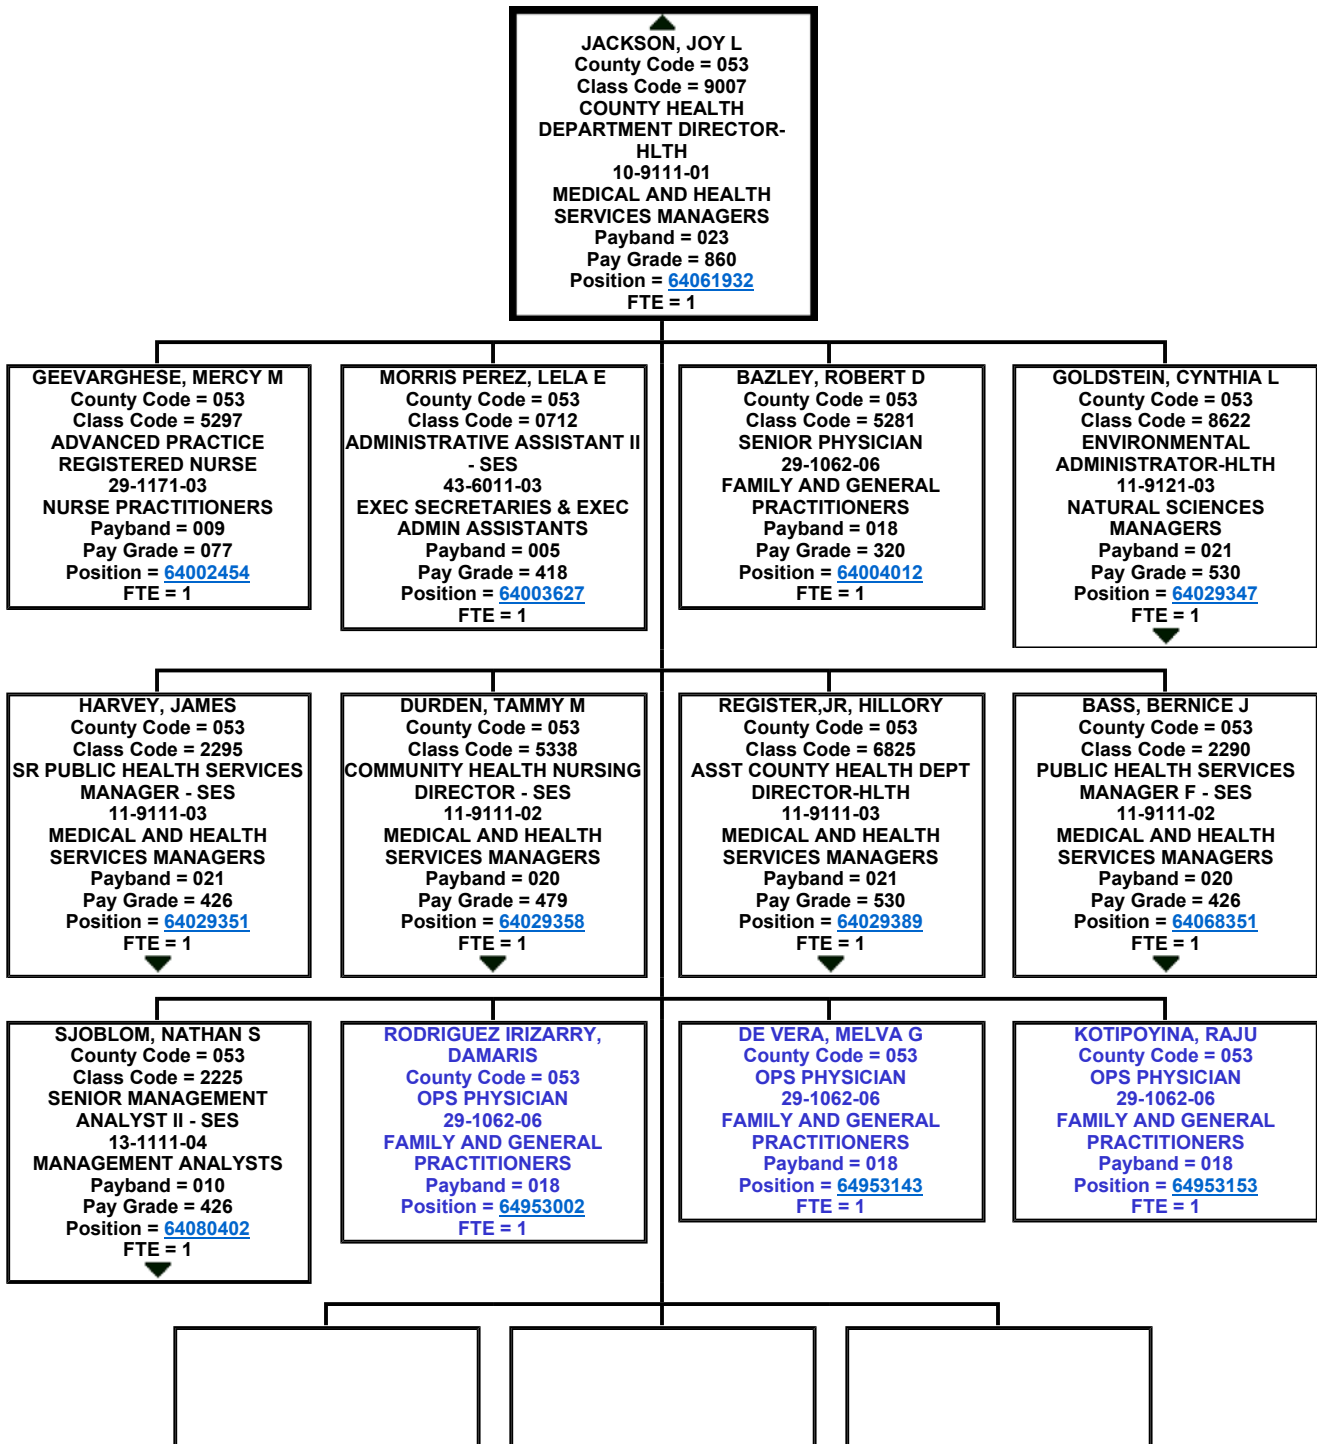 JACKSON, JOY L
County Code = 053
Class Code = 9007
COUNTY HEALTH
DEPARTMENT DIRECTOR-
HLTH
10-9111-01
MEDICAL AND HEALTH
SERVICES MANAGERS
Payband = 023
Pay Grade = 860
Position = 64061932
FTE = 1
GEEVARGHESE, MERCY M
County Code = 053
Class Code = 5297
ADVANCED PRACTICE
REGISTERED NURSE
29-1171-03
NURSE PRACTITIONERS
Payband = 009
Pay Grade = 077
Position = 64002454
FTE = 1
MORRIS PEREZ, LELA E
County Code = 053
Class Code = 0712
ADMINISTRATIVE ASSISTANT II
- SES
43-6011-03
EXEC SECRETARIES & EXEC
ADMIN ASSISTANTS
Payband = 005
Pay Grade = 418
Position = 64003627
FTE = 1
BAZLEY, ROBERT D
County Code = 053
Class Code = 5281
SENIOR PHYSICIAN
29-1062-06
FAMILY AND GENERAL
PRACTITIONERS
Payband = 018
Pay Grade = 320
Position = 64004012
FTE = 1
GOLDSTEIN, CYNTHIA L
County Code = 053
Class Code = 8622
ENVIRONMENTAL
ADMINISTRATOR-HLTH
11-9121-03
NATURAL SCIENCES
MANAGERS
Payband = 021
Pay Grade = 530
Position = 64029347
FTE = 1
HARVEY, JAMES
County Code = 053
Class Code = 2295
SR PUBLIC HEALTH SERVICES
MANAGER - SES
11-9111-03
MEDICAL AND HEALTH
SERVICES MANAGERS
Payband = 021
Pay Grade = 426
Position = 64029351
FTE = 1
DURDEN, TAMMY M
County Code = 053
Class Code = 5338
COMMUNITY HEALTH NURSING
DIRECTOR - SES
11-9111-02
MEDICAL AND HEALTH
SERVICES MANAGERS
Payband = 020
Pay Grade = 479
Position = 64029358
FTE = 1
REGISTER,JR, HILLORY
County Code = 053
Class Code = 6825
ASST COUNTY HEALTH DEPT
DIRECTOR-HLTH
11-9111-03
MEDICAL AND HEALTH
SERVICES MANAGERS
Payband = 021
Pay Grade = 530
Position = 64029389
FTE = 1
BASS, BERNICE J
County Code = 053
Class Code = 2290
PUBLIC HEALTH SERVICES
MANAGER F - SES
11-9111-02
MEDICAL AND HEALTH
SERVICES MANAGERS
Payband = 020
Pay Grade = 426
Position = 64068351
FTE = 1
SJOBLOM, NATHAN S
County Code = 053
Class Code = 2225
SENIOR MANAGEMENT
ANALYST II - SES
13-1111-04
MANAGEMENT ANALYSTS
Payband = 010
Pay Grade = 426
Position = 64080402
FTE = 1
RODRIGUEZ IRIZARRY,
DAMARIS
County Code = 053
OPS PHYSICIAN
29-1062-06
FAMILY AND GENERAL
PRACTITIONERS
Payband = 018
Position = 64953002
FTE = 1
DE VERA, MELVA G
County Code = 053
OPS PHYSICIAN
29-1062-06
FAMILY AND GENERAL
PRACTITIONERS
Payband = 018
Position = 64953143
FTE = 1
KOTIPOYINA, RAJU
County Code = 053
OPS PHYSICIAN
29-1062-06
FAMILY AND GENERAL
PRACTITIONERS
Payband = 018
Position = 64953153
FTE = 1